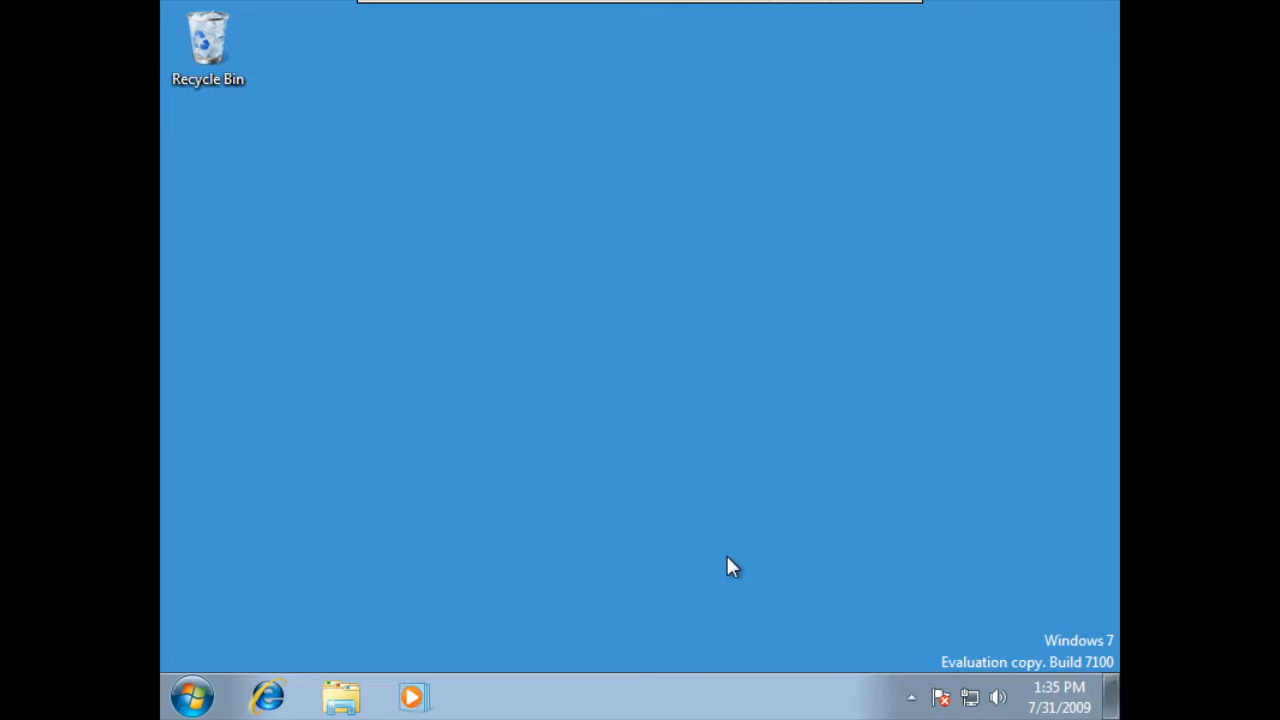 Recycle Bin
Windows 7
Evaluation copy. Build 7100
1:35 PM
7/31/2009